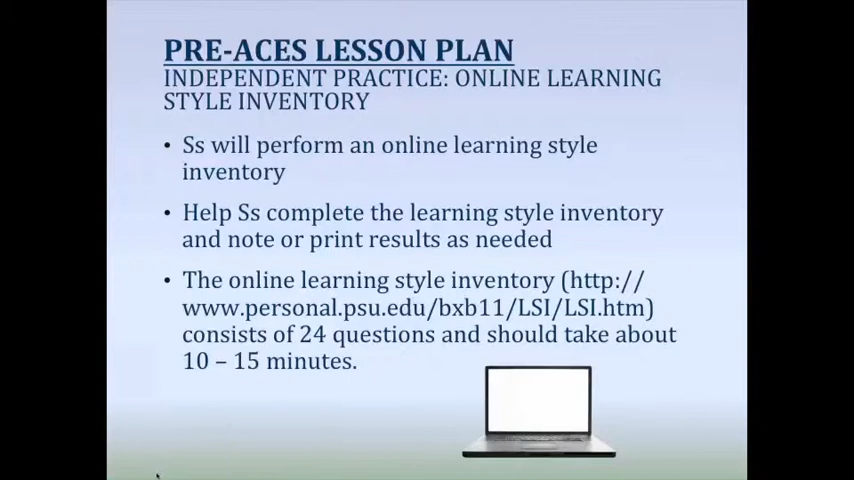 PRE-ACES LESSON PLAN
INDEPENDENT PRACTICE: ONLINE LEARNING
STYLE INVENTORY
• Ss will perform an online learning style
inventory
• Help Ss complete the learning style inventory
and note or print results as needed
• The online learning style inventory (http://
www.personal.psu.edu/bxb11/LSI/LSI.htm)
consists of 24 questions and should take about
10 – 15 minutes.